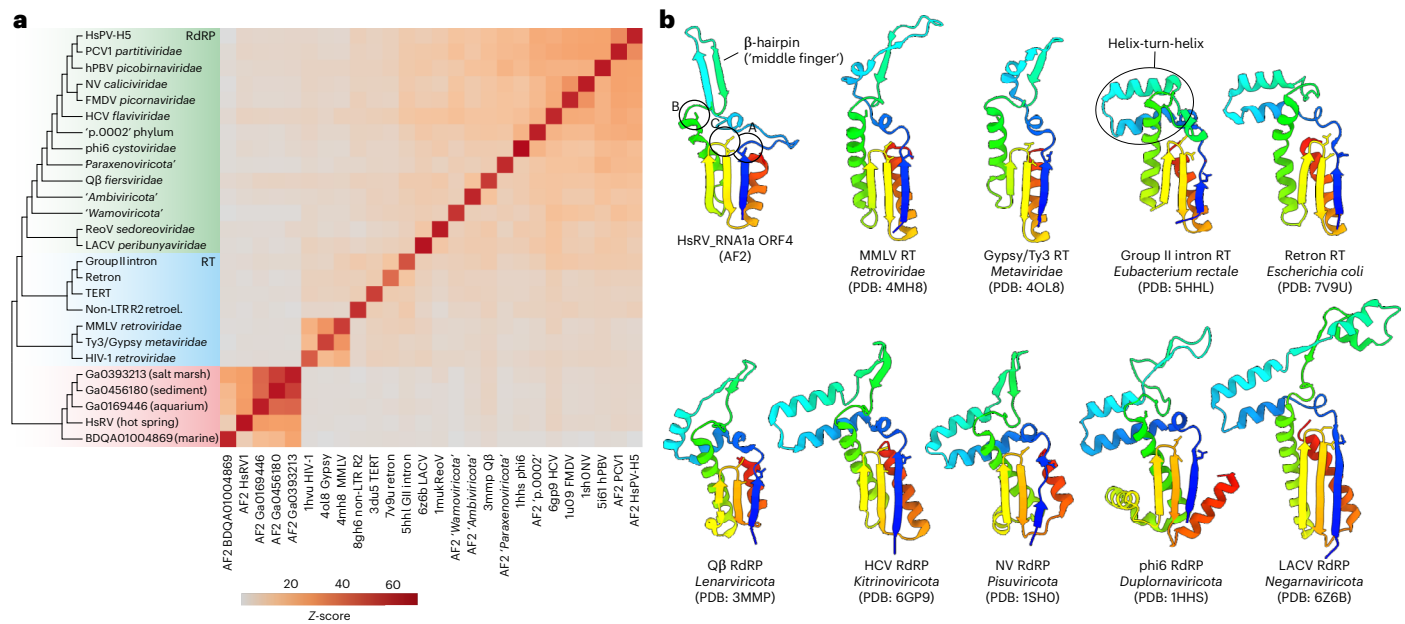 a
HsPV-H5 RdRP
PCV1 partitiviridae
hPBV picobirnaviridae
NV caliciviridae
FMDV picornaviridae
HCV flaviviridae
'p.0002' phylum
phi6 cystoviridae
Paraxenoviricota'
Qβ fiersviridae
'Ambiviricota'
'Wamoviricota'
ReoV sedoreoviridae
LACV peribunyaviridae
Group II intron RT
Retron
TERT
Non-LTR R2 retroel.
MMLV retroviridae
Ty3/Gypsy metaviridae
HIV-1 retroviridae
Ga0393213 (salt marsh)
Ga0456180 (sediment)
Ga0169446 (aquarium)
HsRV (hot spring)
BDQA01004869 (marine)
AF2 BDQA01004869
AF2 HsRV1
AF2 Ga0169446
AF2 Ga0456180
AF2 Ga0393213
1hvu HIV-1
4ol8 Gypsy
4mh8 MMLV
8gh6 non-LTR R2
3du5 TERT
7v9u retron
5hhl GII intron
6z6b LACV
1mukReoV
AF2 'Wamoviricota'
AF2 'Ambiviricota'
3mmp Qβ
AF2 'Paraxenoviricota'
1hhs phi6
AF2 'p.0002'
6gp9 HCV
1u09 FMDV
1sh0NV
5i61 hPBV
AF2 PCV1
AF2 HsPV-H5
20 40 60
Z-score
b
β-hairpin
('middle finger')
B
C
A
HsRV_RNA1a ORF4
(AF2)
MMLV RT
Retroviridae
(PDB: 4MH8)
Gypsy/Ty3 RT
Metaviridae
(PDB: 4OL8)
Helix-turn-helix
Group II intron RT
Eubacterium rectale
(PDB: 5HHL)
Retron RT
Escherichia coli
(PDB: 7V9U)
Qβ RdRP
Lenarviricota
(PDB: 3MMP)
HCV RdRP
Kitrinoviricota
(PDB: 6GP9)
NV RdRP
Pisuviricota
(PDB: 1SH0)
phi6 RdRP
Duplornaviricota
(PDB: 1HHS)
LACV RdRP
Negarnaviricota
(PDB: 6Z6B)